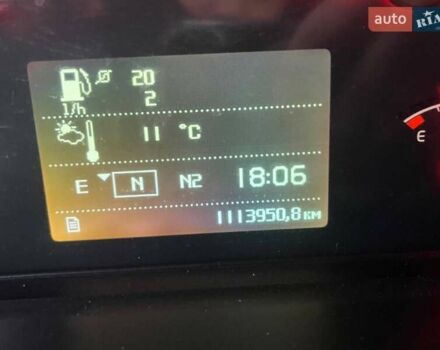 auto RIA
20
l/h 2
11 °C
E N N2 18:06
1113950,8 км
E